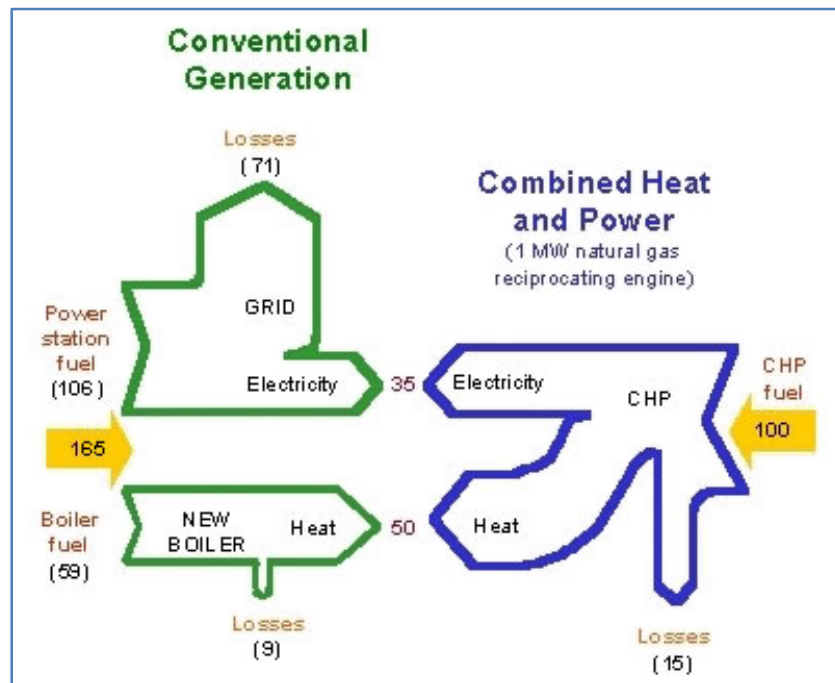 Conventional
Generation
Losses
(71)
Combined Heat
and Power
(1 MW natural gas
reciprocating engine)
GRID
Power
station
fuel
(106)
Electricity
35
Electricity
CHP
CHP
fuel
165
100
Boiler
fuel
(59)
NEW
BOILER
Heat
50
Heat
Losses
(9)
Losses
(15)